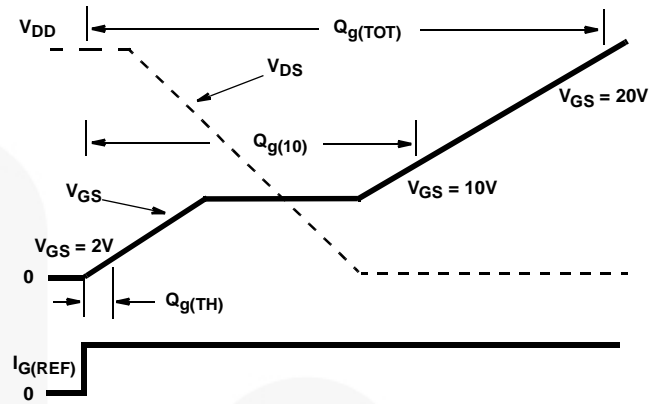 V_DD
Q_g(TOT)
V_DS
V_GS = 20V
Q_g(10)
V_GS
V_GS = 10V
V_GS = 2V
0
Q_g(TH)
I_G(REF)
0